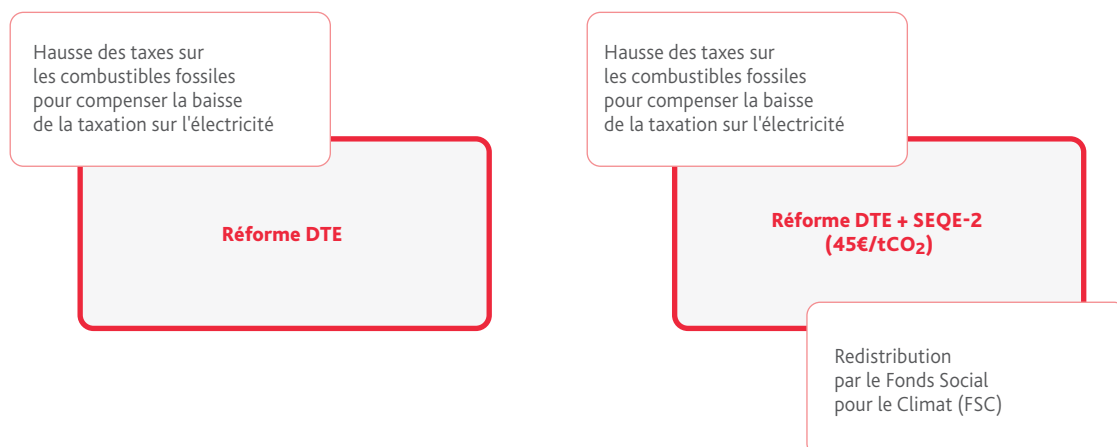 Hausse des taxes sur
les combustibles fossiles
pour compenser la baisse
de la taxation sur l'électricité
Réforme DTE
Hausse des taxes sur
les combustibles fossiles
pour compenser la baisse
de la taxation sur l'électricité
Réforme DTE + SEQE-2
(45€/tCO₂)
Redistribution
par le Fonds Social
pour le Climat (FSC)